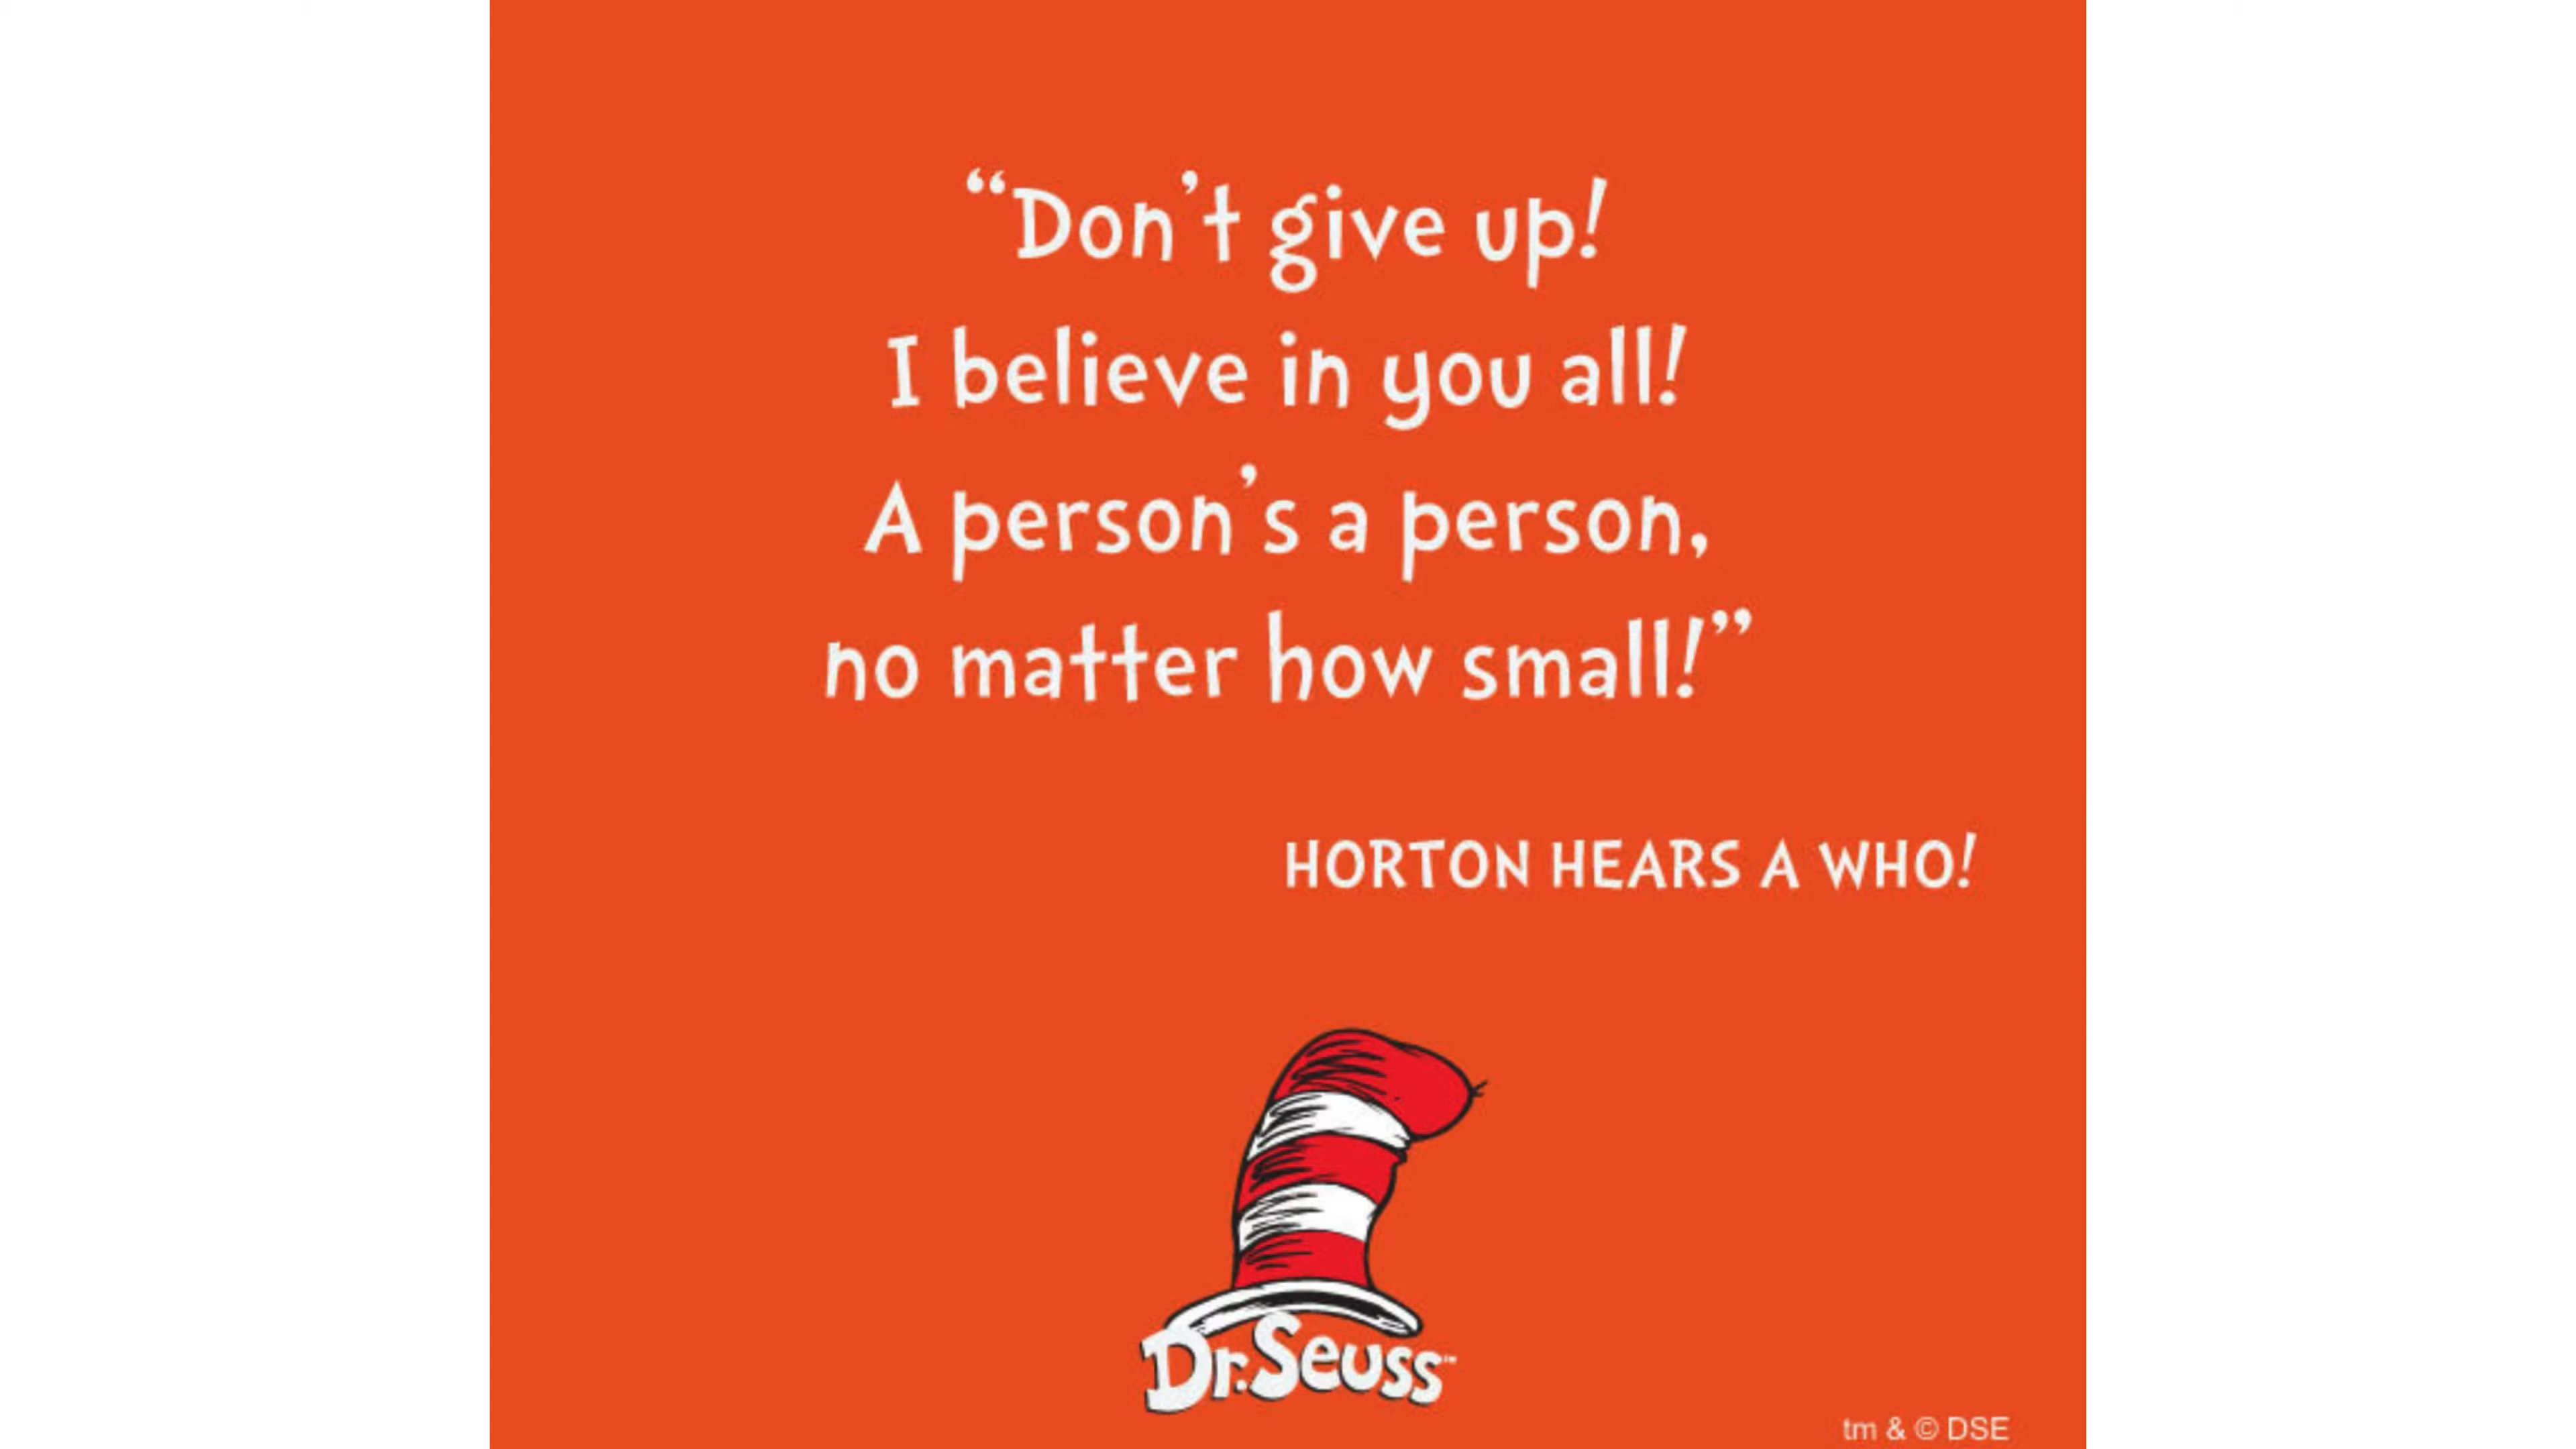 “Don’t give up!
I believe in you all!
A person’s a person,
no matter how small!”
HORTON HEARS A WHO!
Dr. Seuss™
tm & © DSE